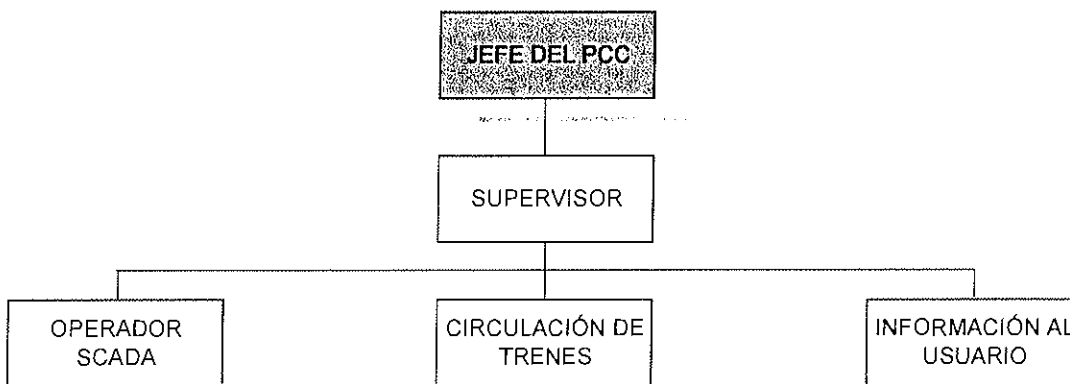 JEFE DEL PCC
SUPERVISOR
OPERADOR
SCADA
CIRCULACIÓN DE
TRENES
INFORMACIÓN AL
USUARIO